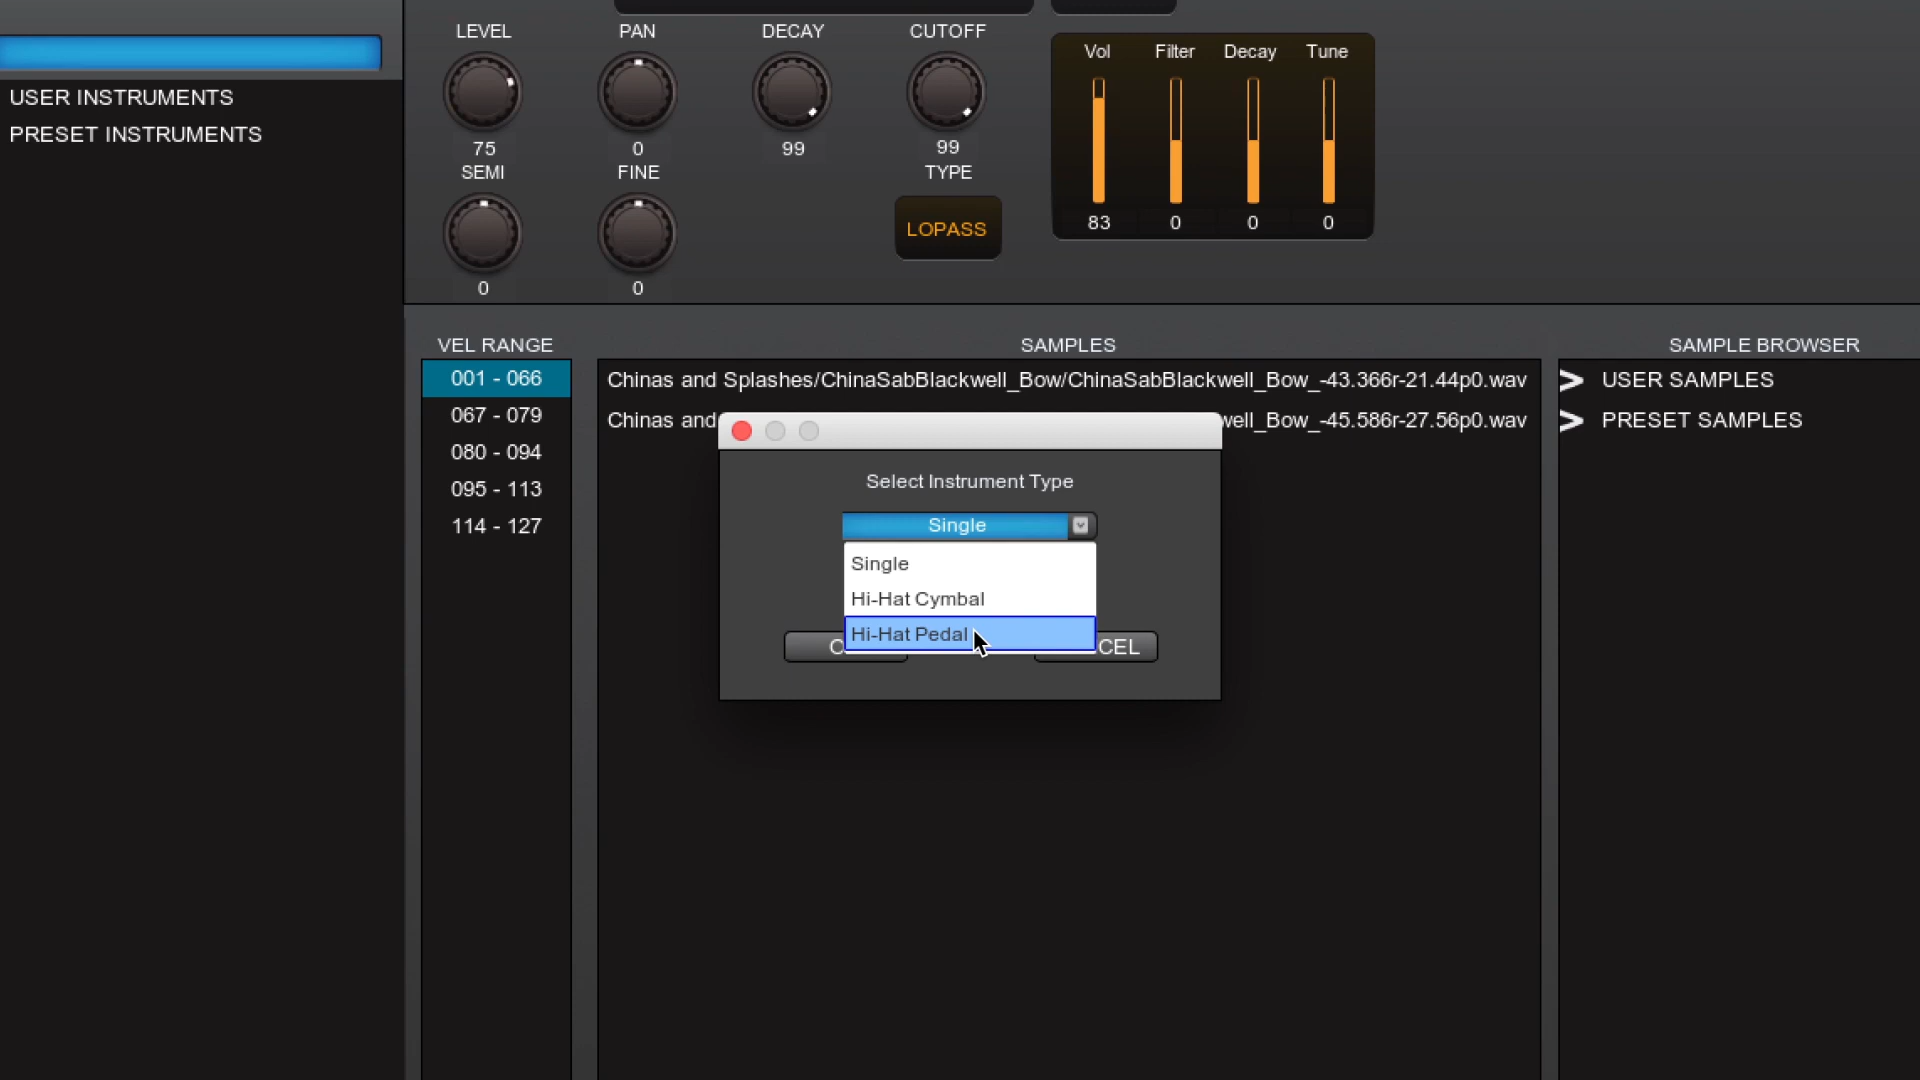 LEVEL PAN DECAY CUTOFF
Vol Filter Decay Tune
USER INSTRUMENTS
PRESET INSTRUMENTS
75 0 99 99
SEMI FINE TYPE
83 0 0 0
LOPASS
0 0
VEL RANGE SAMPLES SAMPLE BROWSER
001 - 066
067 - 079
080 - 094
095 - 113
114 - 127
Chinas and Splashes/ChinaSabBlackwell_Bow/ChinaSabBlackwell_Bow_-43.366r-21.44p0.wav
Chinas and well_Bow_-45.586r-27.56p0.wav
> USER SAMPLES
> PRESET SAMPLES
Select Instrument Type
Single
Single
Hi-Hat Cymbal
Hi-Hat Pedal
CEL